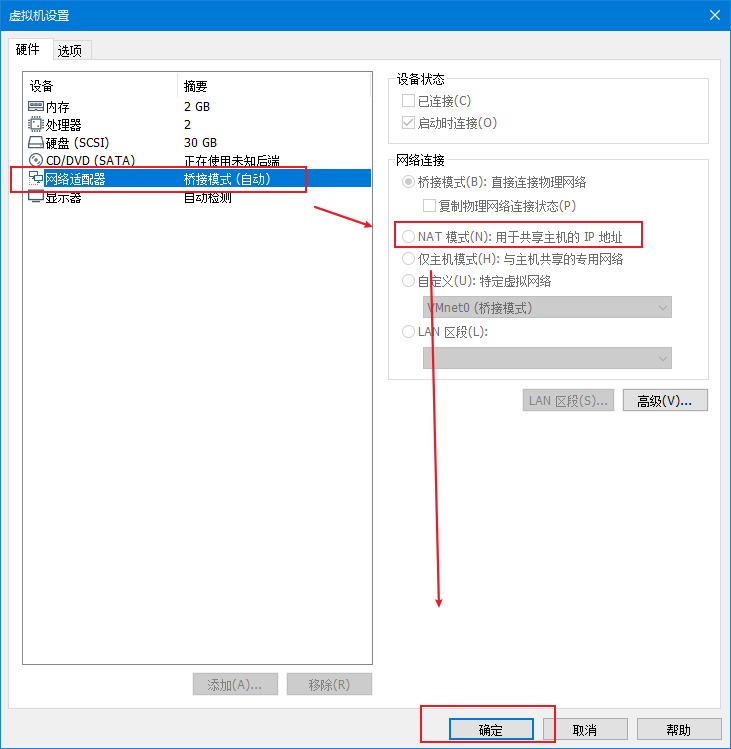 虚拟机设置
硬件 选项
设备 摘要
内存 2 GB
处理器 2
硬盘 (SCSI) 30 GB
CD/DVD (SATA) 正在使用未知后端
网络适配器 桥接模式 (自动)
显示器 自动检测
添加(A)... 移除(R)
设备状态
已连接(C)
启动时连接(O)
网络连接
桥接模式(B): 直接连接物理网络
复制物理网络连接状态(P)
NAT 模式(N): 用于共享主机的 IP 地址
仅主机模式(H): 与主机共享的专用网络
自定义(U): 特定虚拟网络
VMnet0 (桥接模式)
LAN 区段(L):
LAN 区段(S)... 高级(V)...
确定 取消 帮助